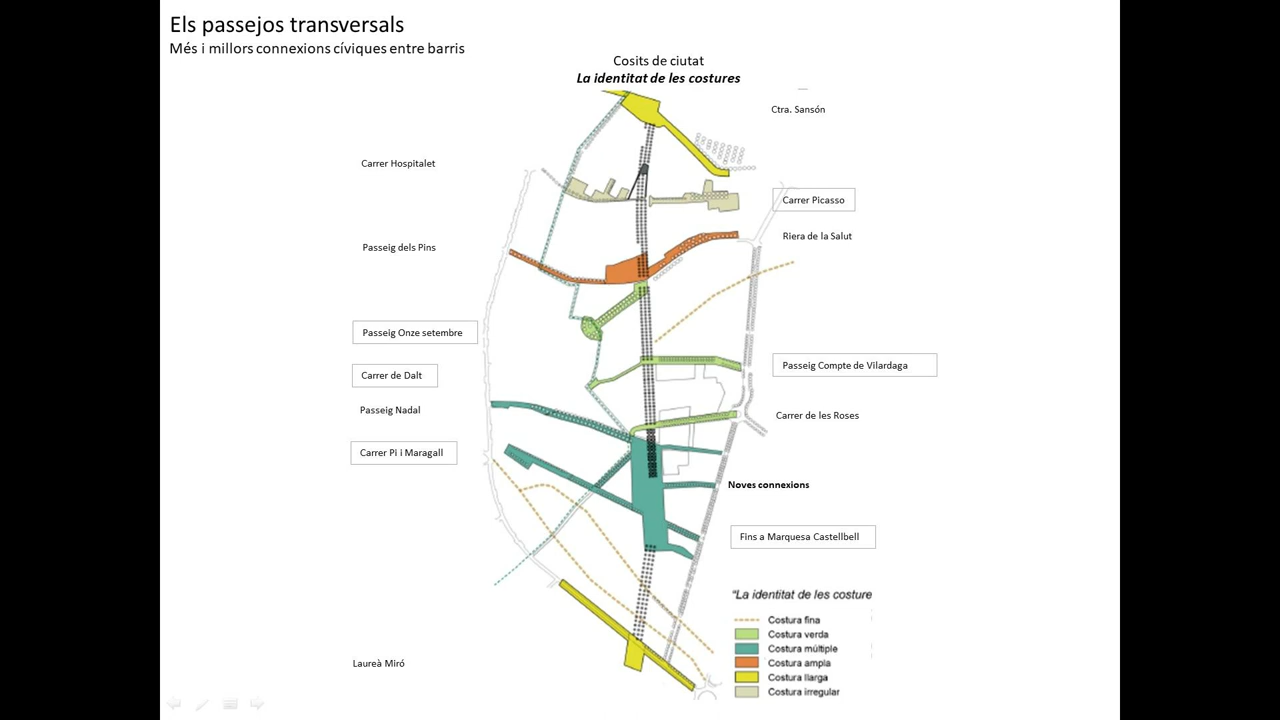 Els passejos transversals
Més i millors connexions cíviques entre barris
Cosits de ciutat
La identitat de les costures
Ctra. Sansón
Carrer Hospitalet
Carrer Picasso
Riera de la Salut
Passeig dels Pins
Passeig Onze setembre
Passeig Compte de Vilardaga
Carrer de Dalt
Passeig Nadal
Carrer de les Roses
Carrer Pi i Maragall
Noves connexions
Fins a Marquesa Castellbell
Laureà Miró
"La identitat de les costure
Costura fina
Costura verda
Costura múltiple
Costura ampla
Costura llarga
Costura irregular